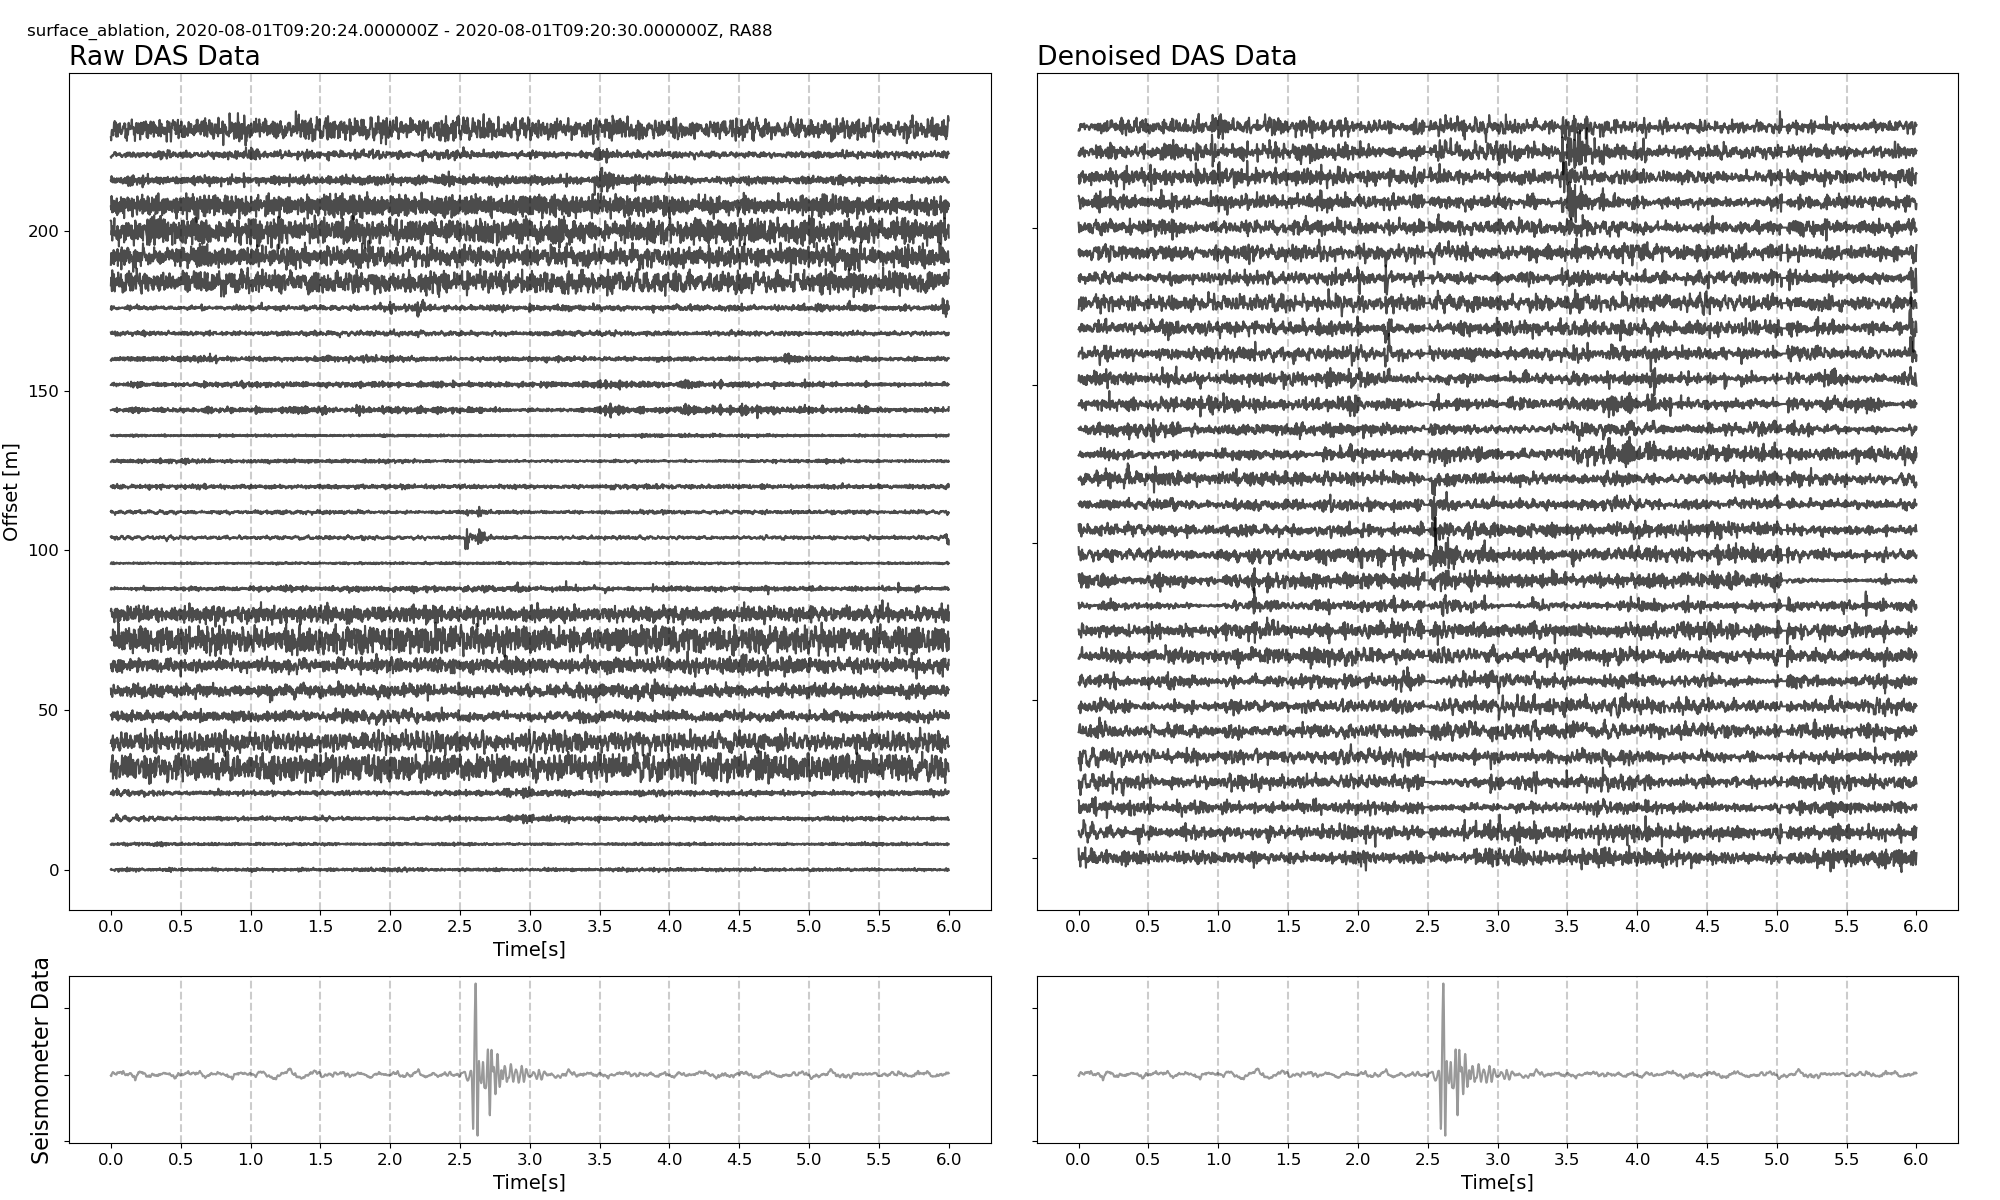 surface_ablation, 2020-08-01T09:20:24.000000Z - 2020-08-01T09:20:30.000000Z, RA88
Raw DAS Data
Denoised DAS Data
Offset [m]
200
150
100
50
0
0.0 0.5 1.0 1.5 2.0 2.5 3.0 3.5 4.0 4.5 5.0 5.5 6.0
Time[s]
0.0 0.5 1.0 1.5 2.0 2.5 3.0 3.5 4.0 4.5 5.0 5.5 6.0
Seismometer Data
0.0 0.5 1.0 1.5 2.0 2.5 3.0 3.5 4.0 4.5 5.0 5.5 6.0
Time[s]
0.0 0.5 1.0 1.5 2.0 2.5 3.0 3.5 4.0 4.5 5.0 5.5 6.0
Time[s]